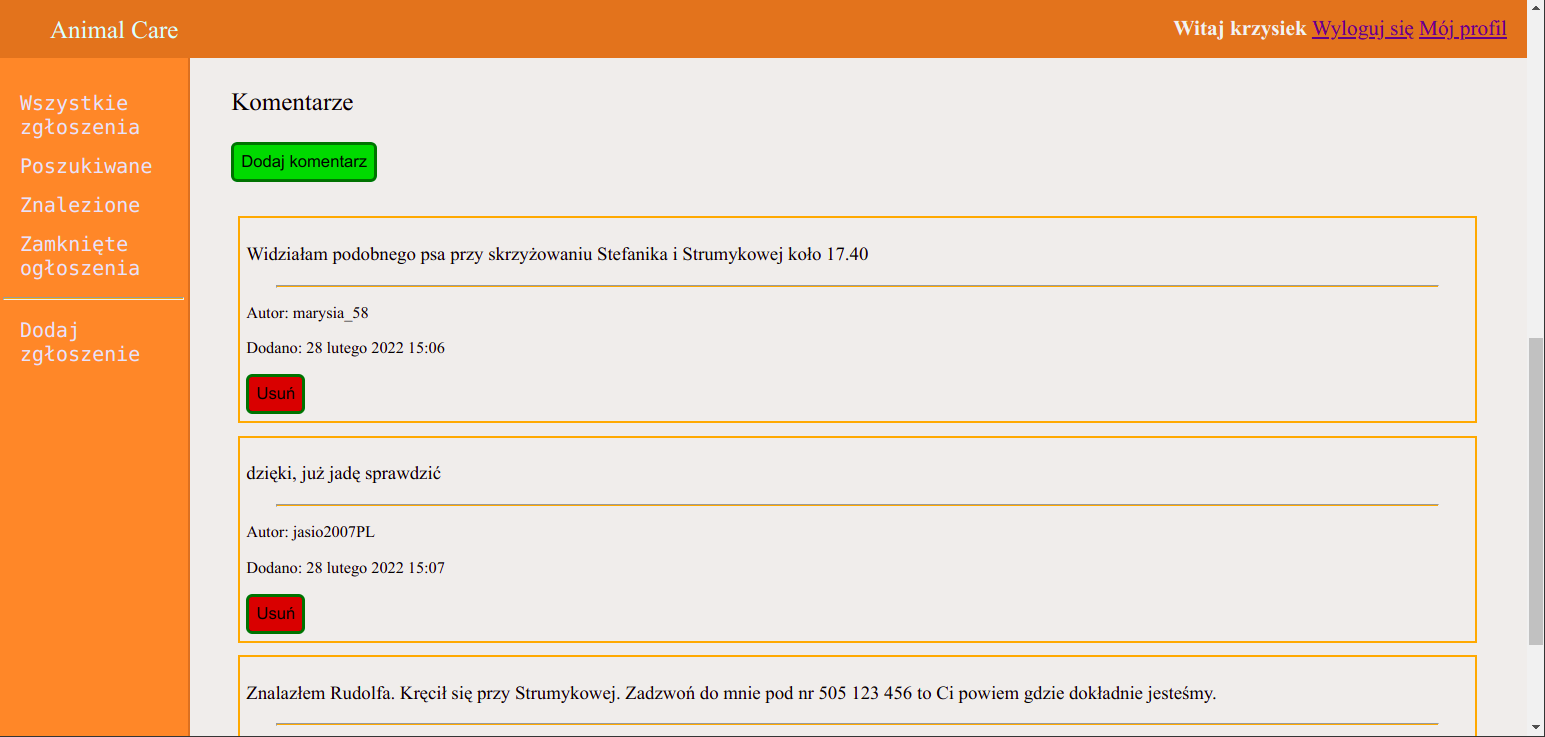 Animal Care
Witaj krzysiek Wyloguj się Mój profil
Wszystkie
zgłoszenia
Poszukiwane
Znalezione
Zamknięte
ogłoszenia
Dodaj
zgłoszenie
Komentarze
Dodaj komentarz
Widziałam podobnego psa przy skrzyżowaniu Stefanika i Strumykowej koło 17.40
Autor: marysia_58
Dodano: 28 lutego 2022 15:06
Usuń
dzięki, już jadę sprawdzić
Autor: jasio2007PL
Dodano: 28 lutego 2022 15:07
Usuń
Znalazłem Rudolfa. Kręcił się przy Strumykowej. Zadzwoń do mnie pod nr 505 123 456 to Ci powiem gdzie dokładnie jesteśmy.